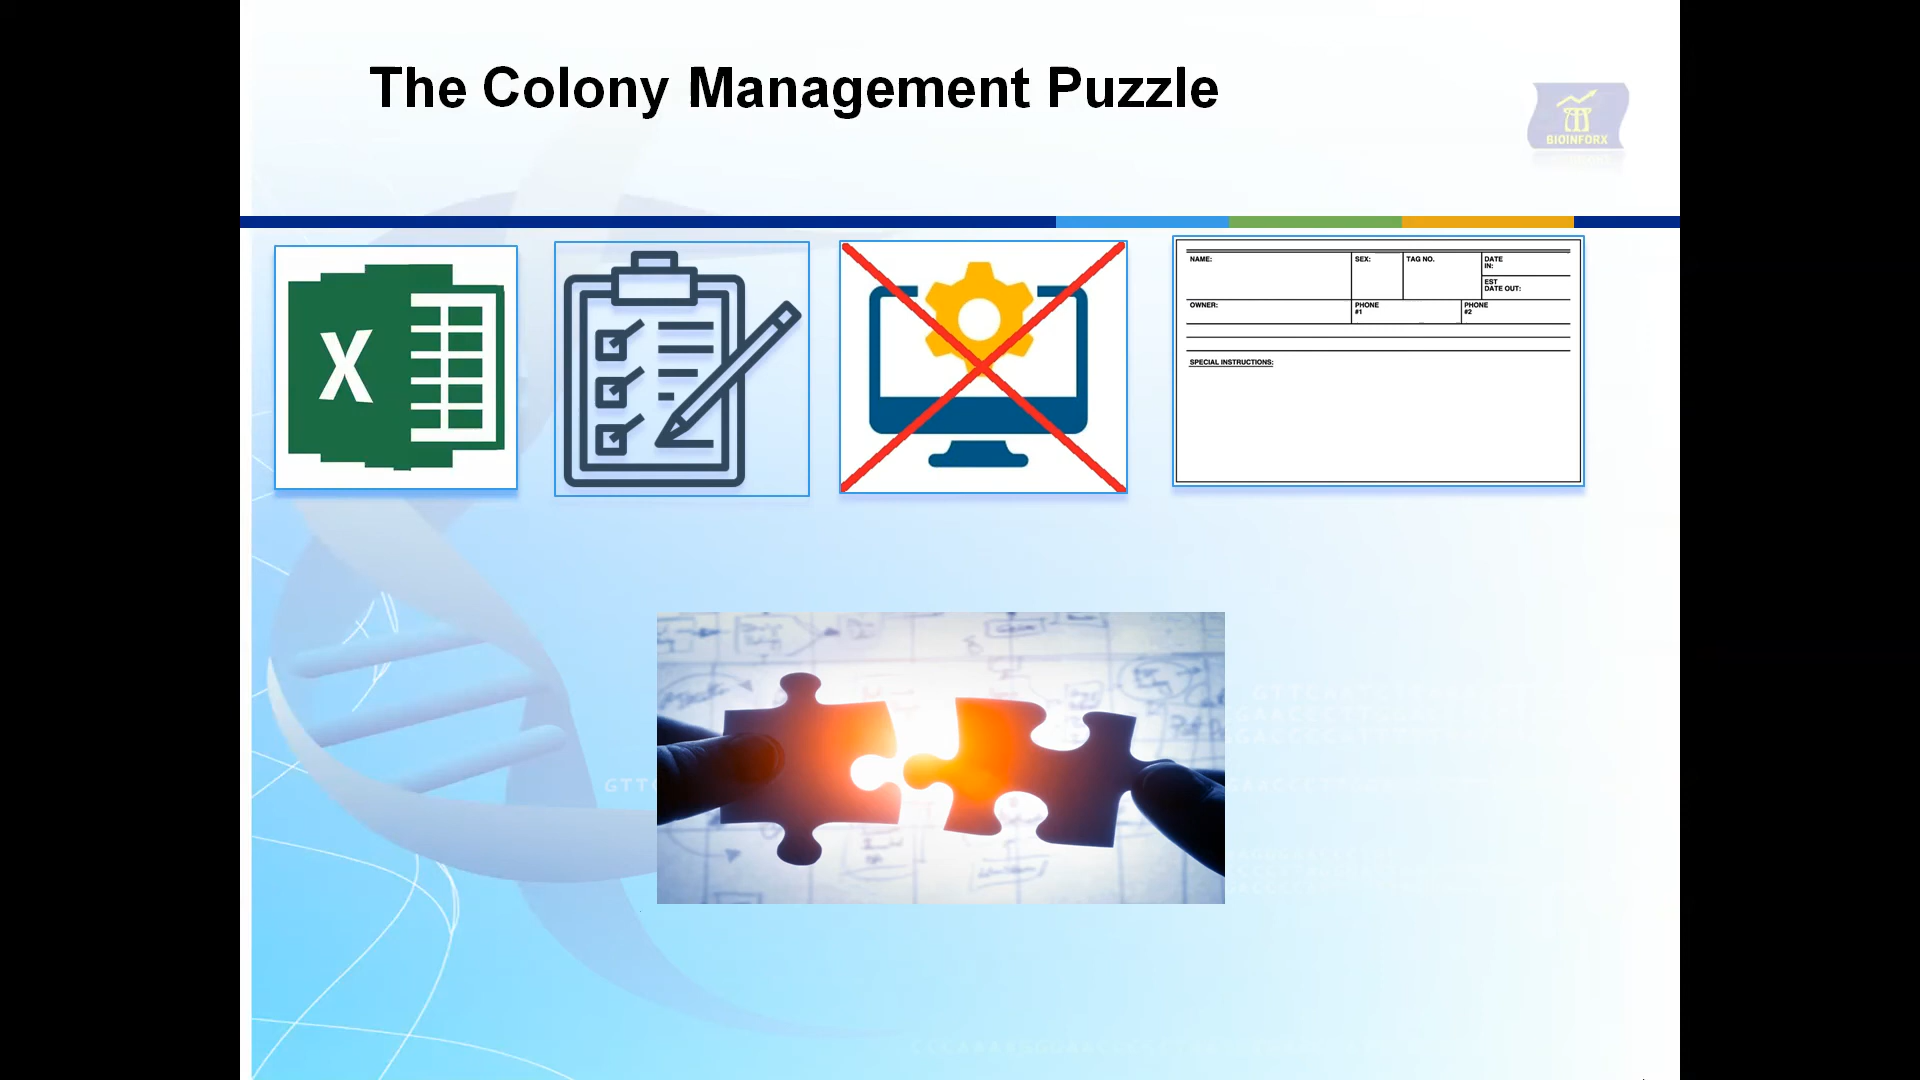 The Colony Management Puzzle
BIOINFORX
X
NAME:
SEX:
TAG NO.
DATE
IN:
EST
DATE OUT:
OWNER:
PHONE
#1
PHONE
#2
SPECIAL INSTRUCTIONS: